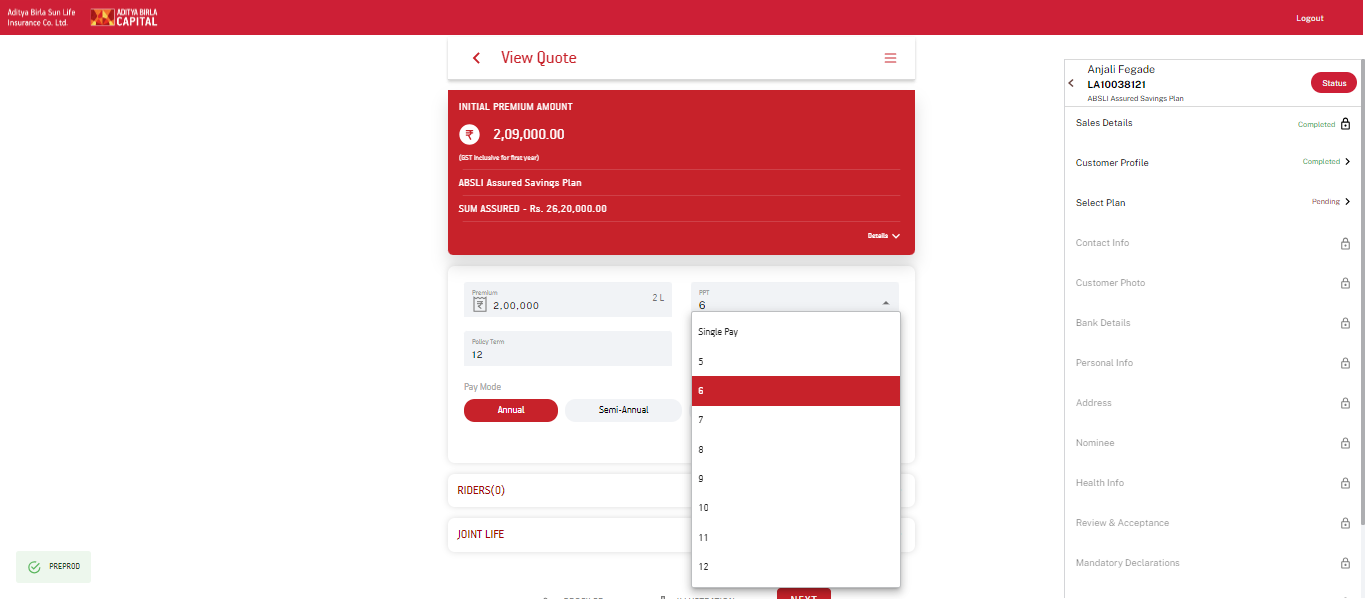 Aditya Birla Sun Life
Insurance Co. Ltd.
ADITYA BIRLA
CAPITAL
Logout
View Quote
INITIAL PREMIUM AMOUNT
₹ 2,09,000.00
(GST Inclusive for first year)
ABSLI Assured Savings Plan
SUM ASSURED - Rs. 26,20,000.00
Details
Premium
₹ 2,00,000
2 L
PPT
6
Single Pay
5
6
7
8
9
10
11
12
Policy Term
12
Pay Mode
Annual
Semi-Annual
RIDERS(0)
JOINT LIFE
NEXT
PREPROD
Anjali Fegade
LA10038121
ABSLI Assured Savings Plan
Status
Sales Details Completed
Customer Profile Completed
Select Plan Pending
Contact Info
Customer Photo
Bank Details
Personal Info
Address
Nominee
Health Info
Review & Acceptance
Mandatory Declarations